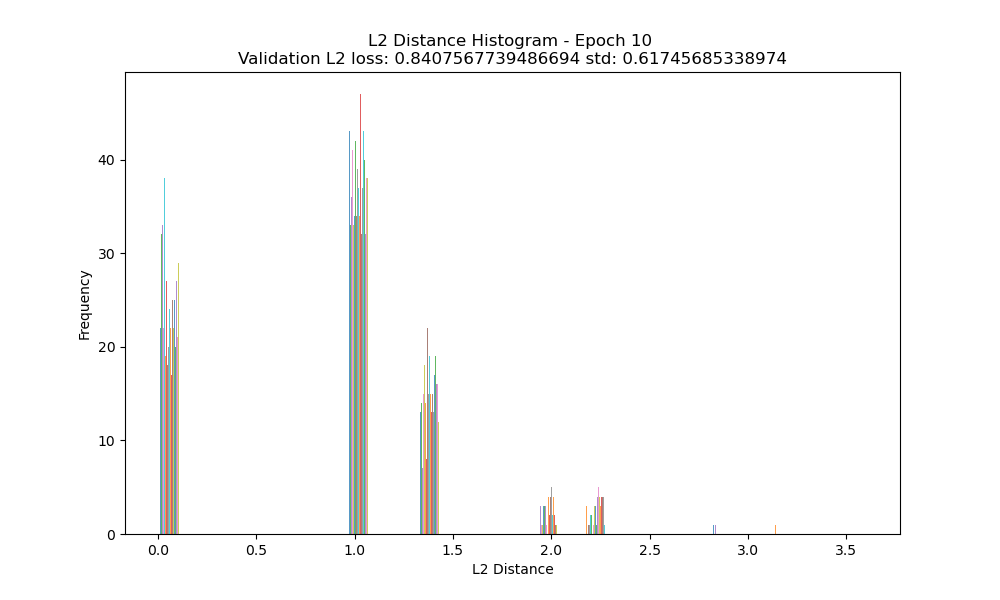 L2 Distance Histogram - Epoch 10
Validation L2 loss: 0.8407567739486694 std: 0.61745685338974
Frequency
40
30
20
10
0
0.0 0.5 1.0 1.5 2.0 2.5 3.0 3.5
L2 Distance